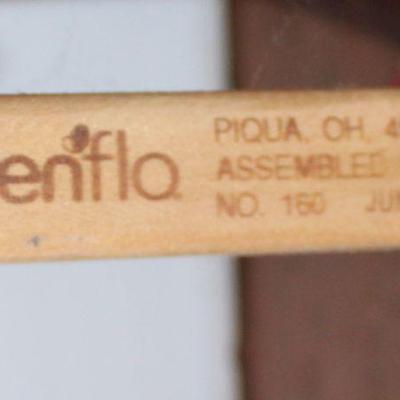 enflo
PIQUA, OH, 4
ASSEMBLED
NO. 160 JU